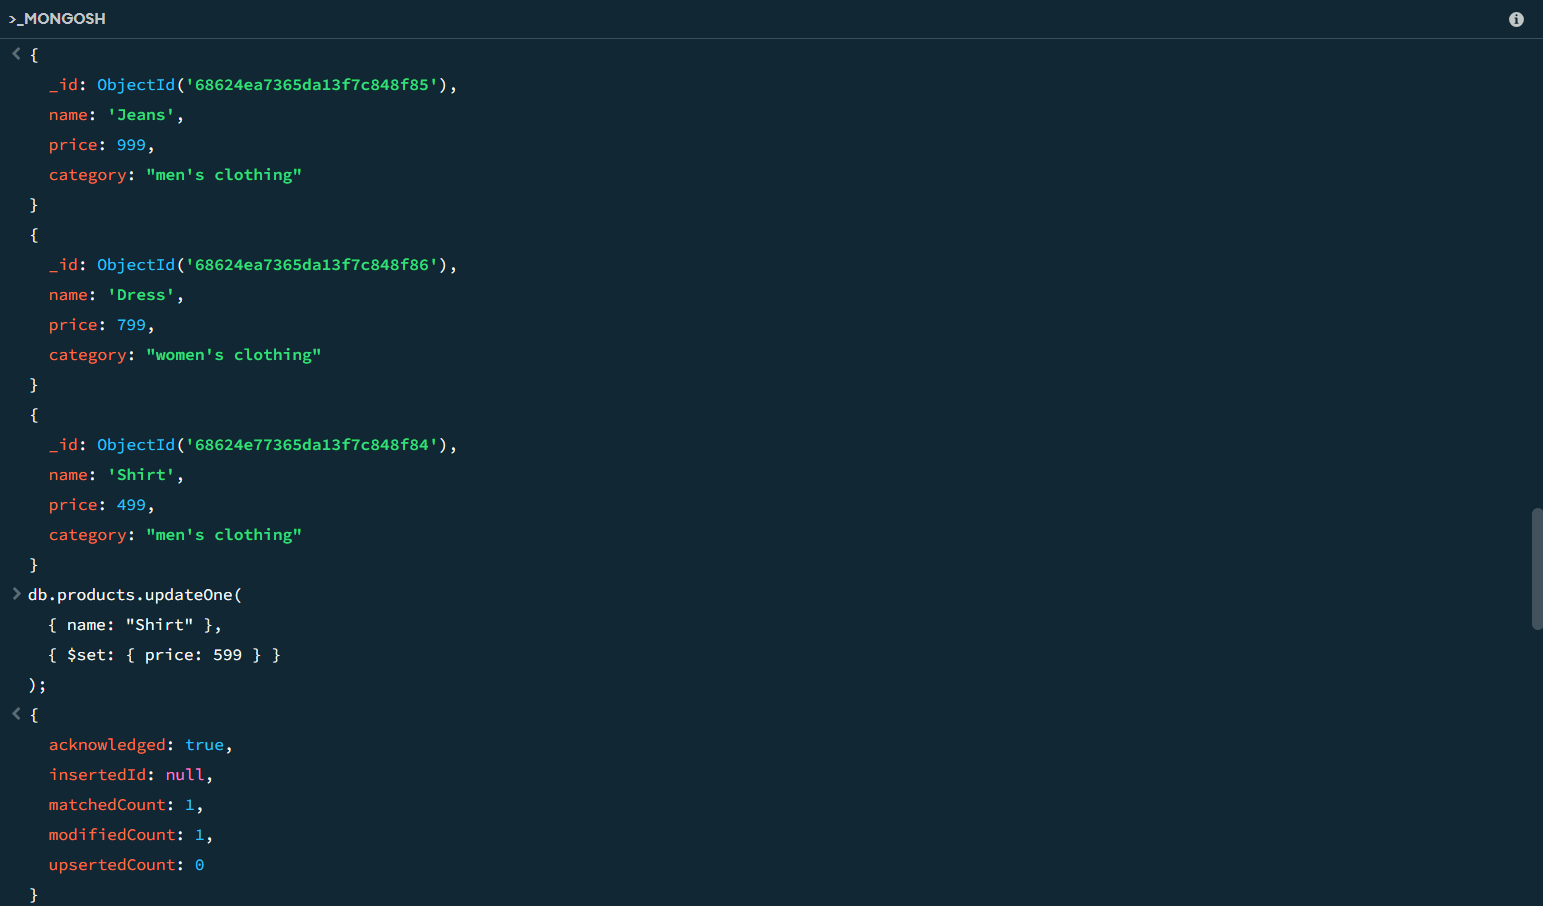 >_MONGOSH
{
_id: ObjectId('68624ea7365da13f7c848f85'),
name: 'Jeans',
price: 999,
category: "men's clothing"
}
{
_id: ObjectId('68624ea7365da13f7c848f86'),
name: 'Dress',
price: 799,
category: "women's clothing"
}
{
_id: ObjectId('68624e77365da13f7c848f84'),
name: 'Shirt',
price: 499,
category: "men's clothing"
}
db.products.updateOne(
{ name: "Shirt" },
{ $set: { price: 599 } }
);
{
acknowledged: true,
insertedId: null,
matchedCount: 1,
modifiedCount: 1,
upsertedCount: 0
}